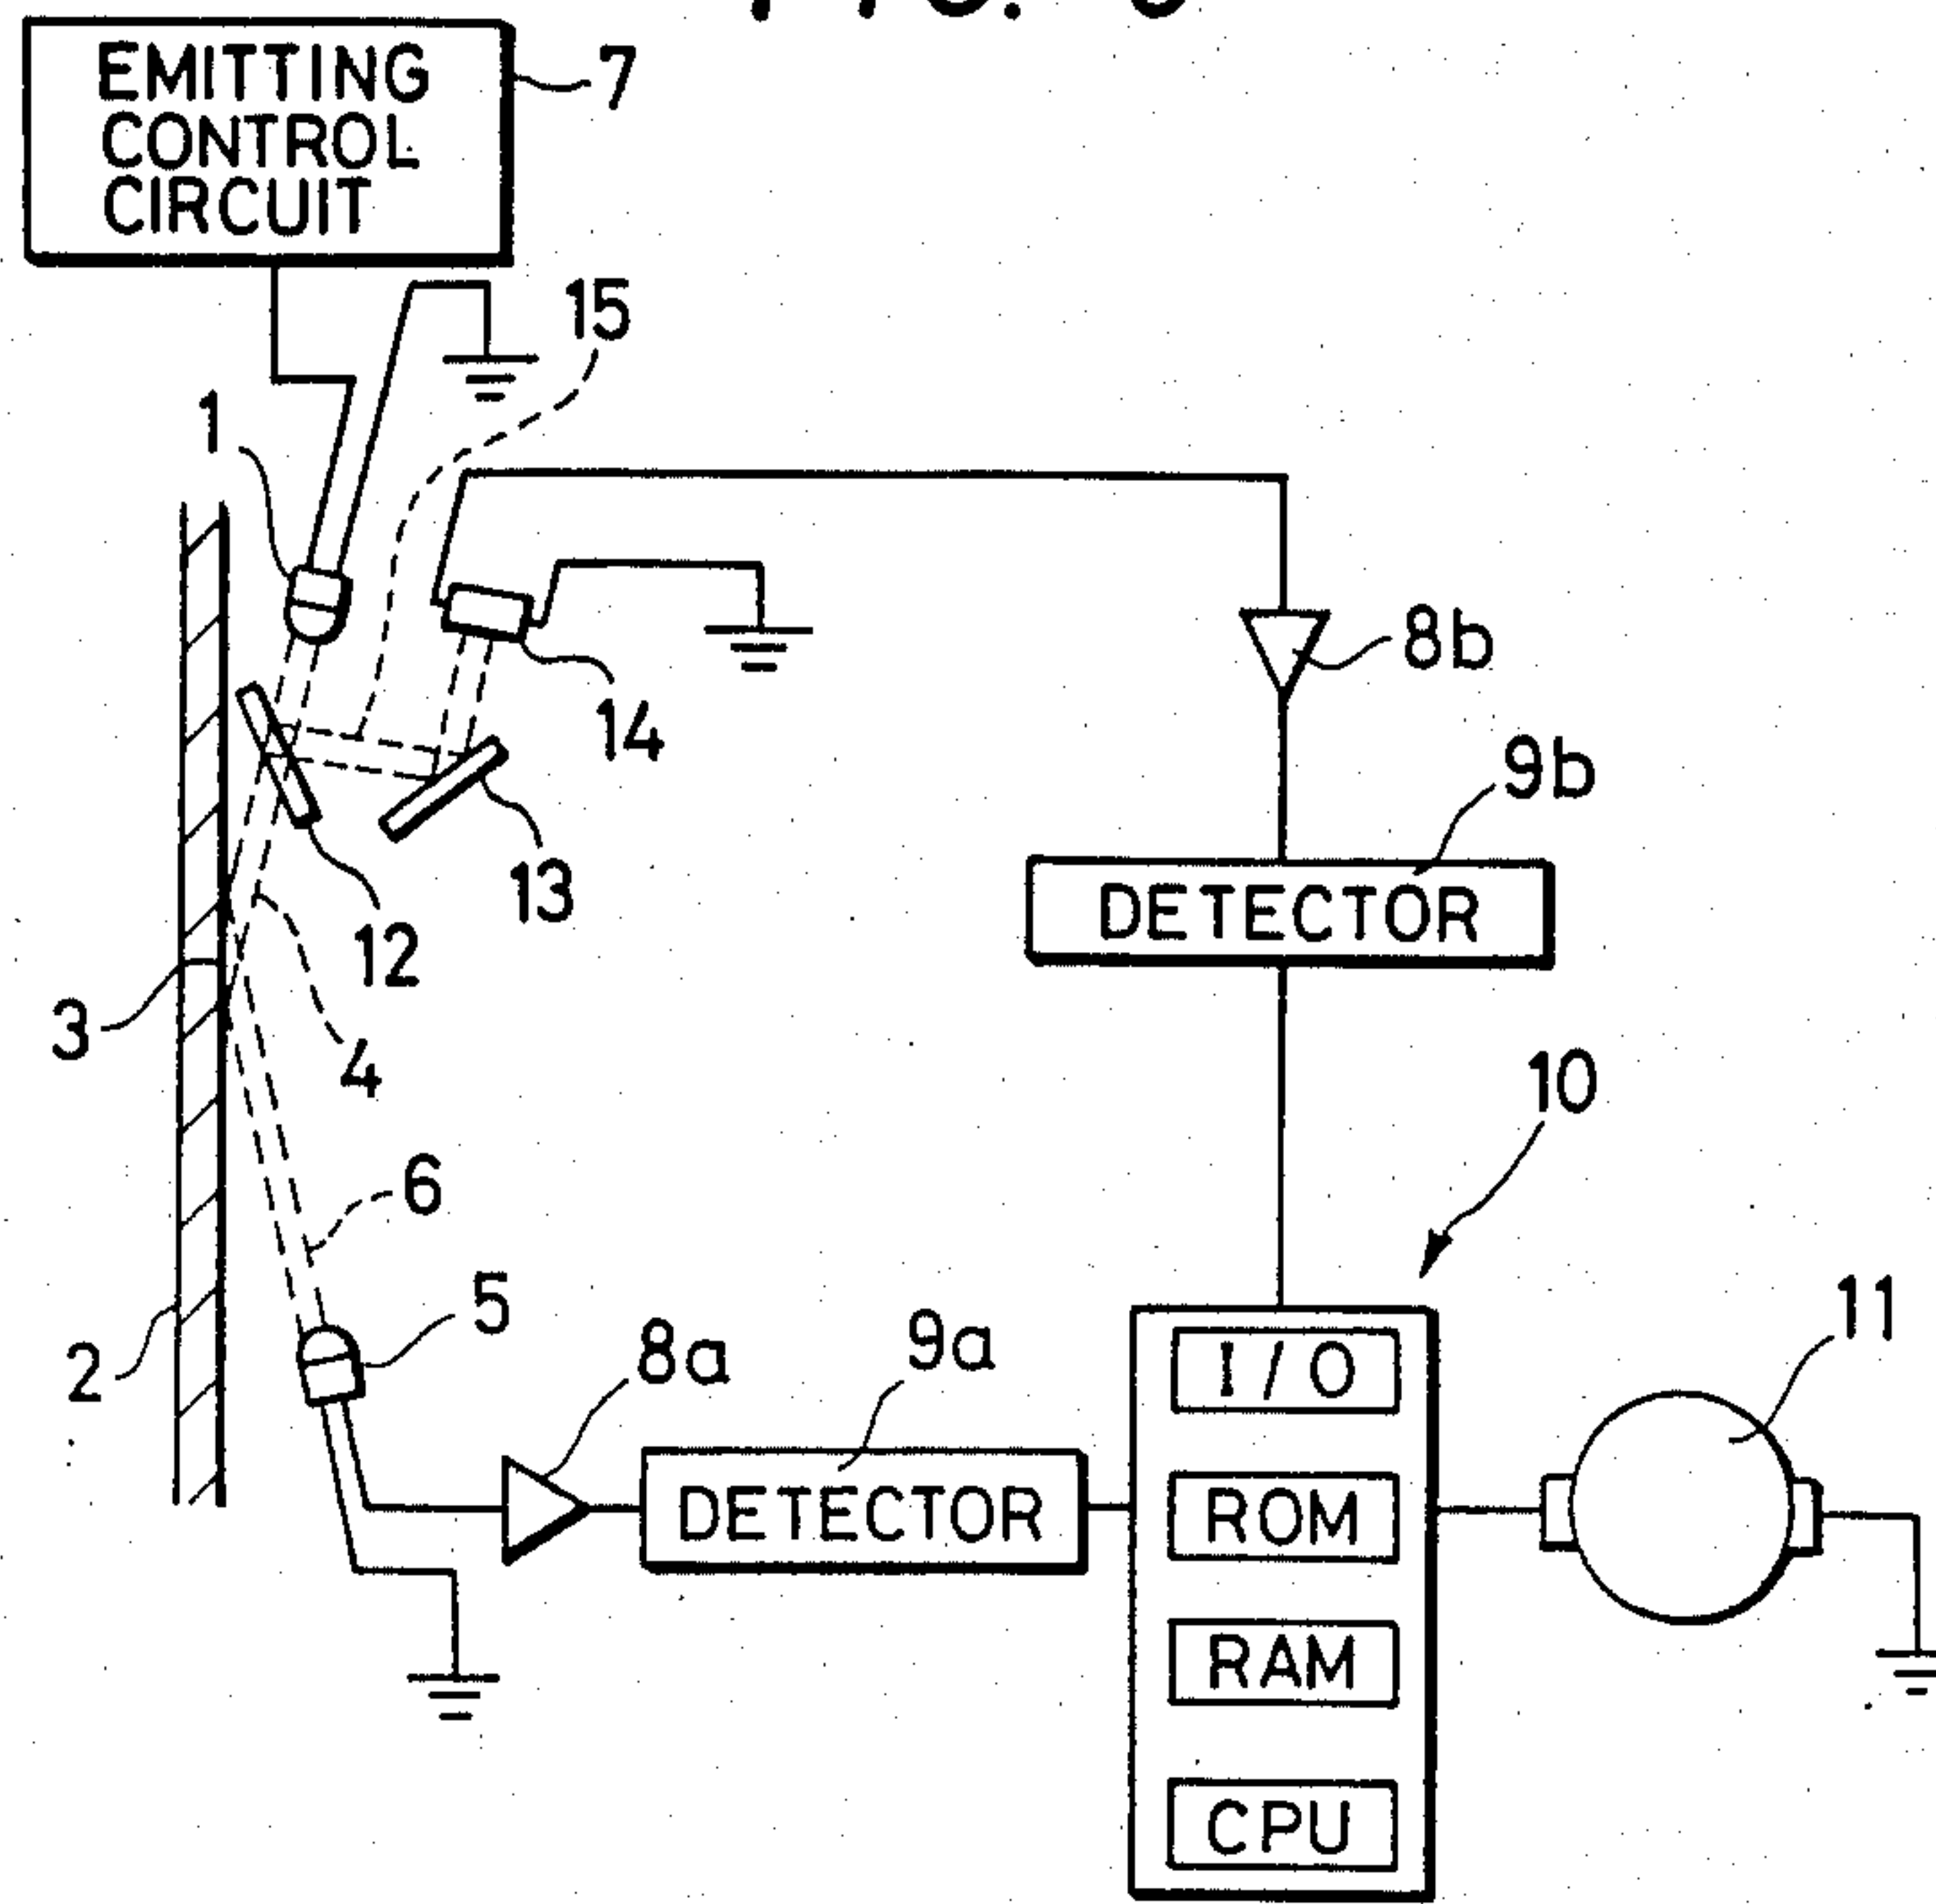 EMITTING
CONTROL
CIRCUIT
7
15
1
8b
14
9b
13
DETECTOR
12
3
4
10
6
5
11
2
8a
9a
I/O
DETECTOR
ROM
RAM
CPU